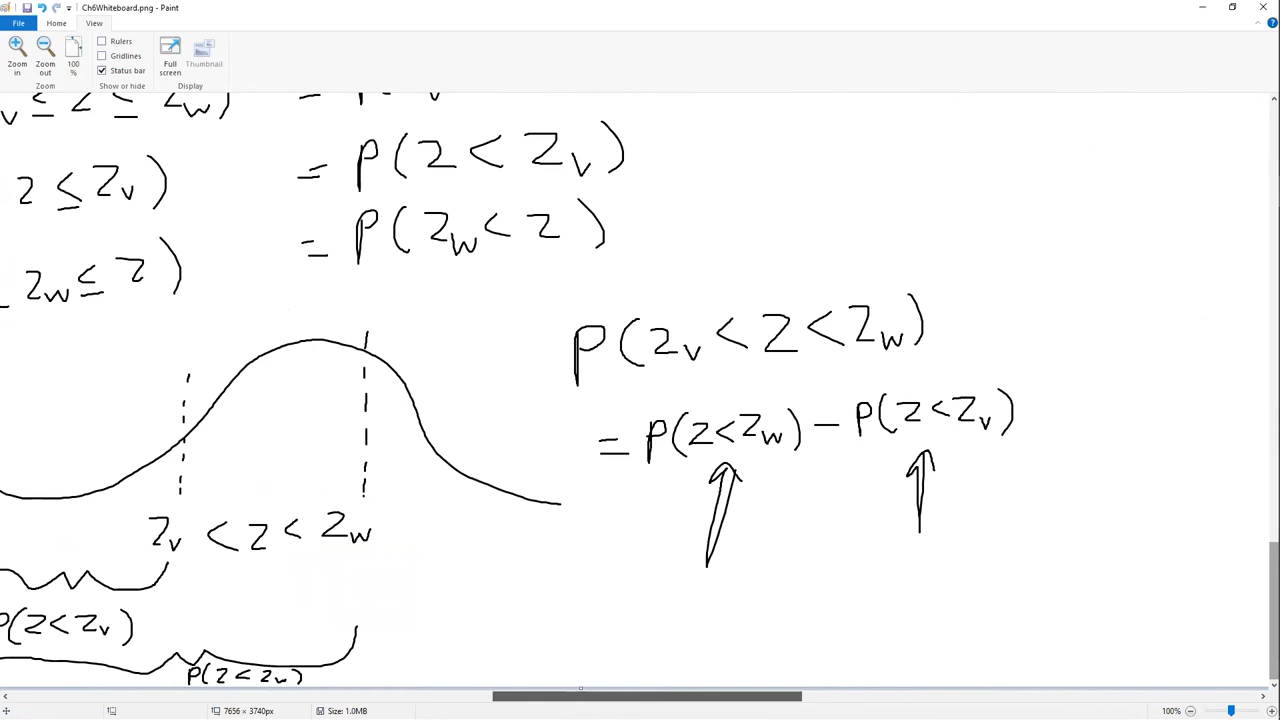 Ch6Whiteboard.png - Paint
File Home View
Zoom in
Zoom out
100 %
Rulers
Gridlines
Status bar
Full screen
Thumbnail
Zoom
Show or hide
Display
v ≤ z ≤ z_w)
z ≤ z_v)
z_w ≤ z)
= P(z < z_v)
= P(z_w < z)
P(z_v < z < z_w)
= P(z < z_w) − P(z < z_v)
z_v < z < z_w
P(z < z_v)
7656 × 3740px
Size: 1.0MB
100%